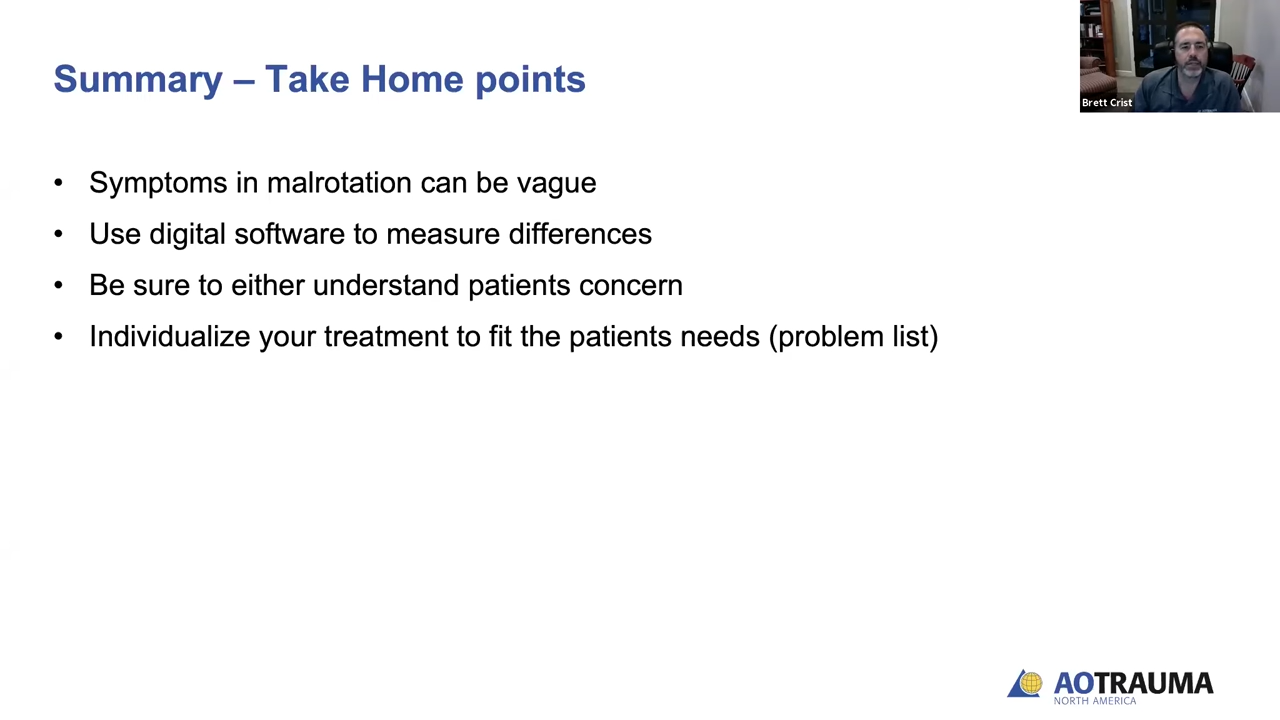 Summary – Take Home points
Brett Crist
• Symptoms in malrotation can be vague
• Use digital software to measure differences
• Be sure to either understand patients concern
• Individualize your treatment to fit the patients needs (problem list)
AOTRAUMA
NORTH AMERICA